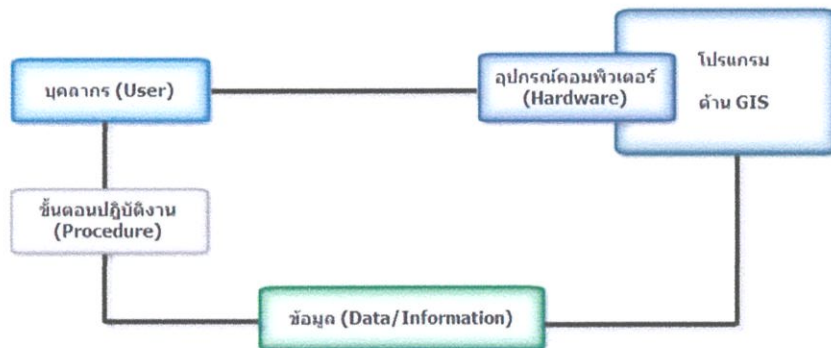 บุคลากร (User)
อุปกรณ์คอมพิวเตอร์
(Hardware)
โปรแกรม
ด้าน GIS
ขั้นตอนปฏิบัติงาน
(Procedure)
ข้อมูล (Data/Information)